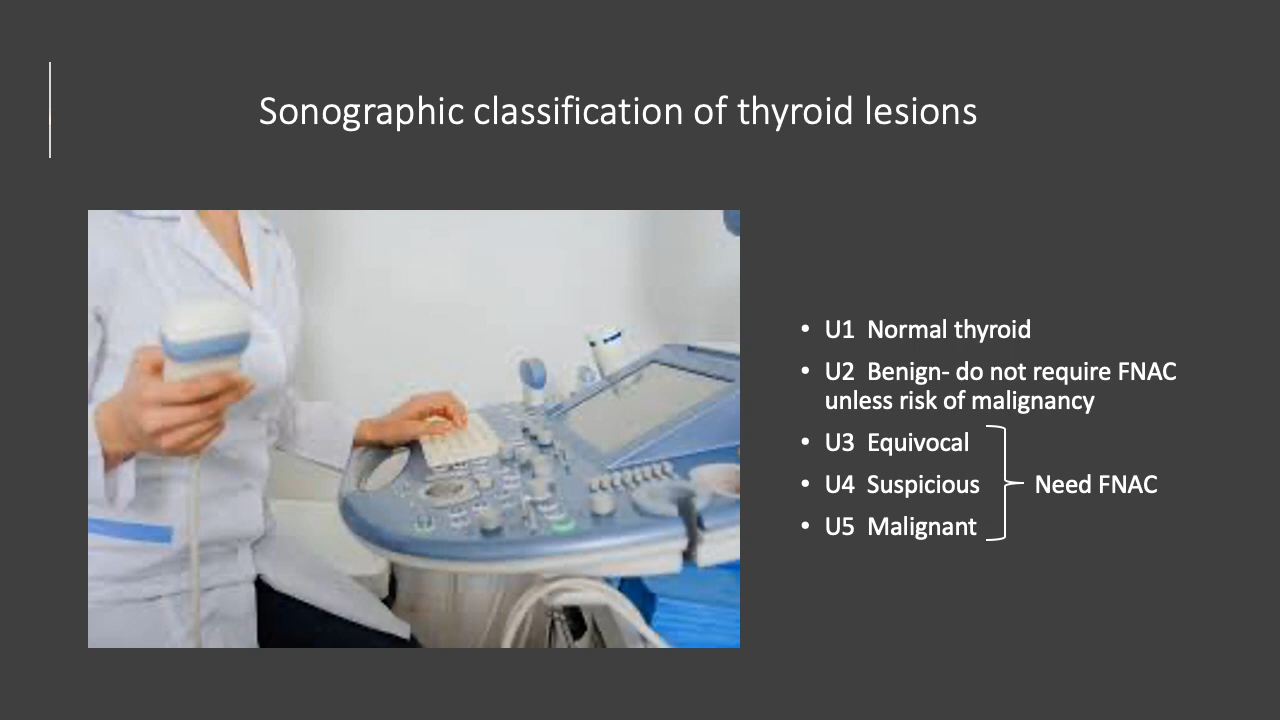 Sonographic classification of thyroid lesions
• U1 Normal thyroid
• U2 Benign- do not require FNAC
unless risk of malignancy
• U3 Equivocal
• U4 Suspicious
Need FNAC
• U5 Malignant